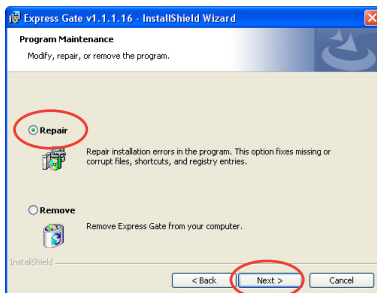 Express Gate v1.1.1.16 - InstallShield Wizard
Program Maintenance
Modify, repair, or remove the program.
Repair
Repair installation errors in the program. This option fixes missing or
corrupt files, shortcuts, and registry entries.
Remove
Remove Express Gate from your computer.
InstallShield
< Back
Next >
Cancel